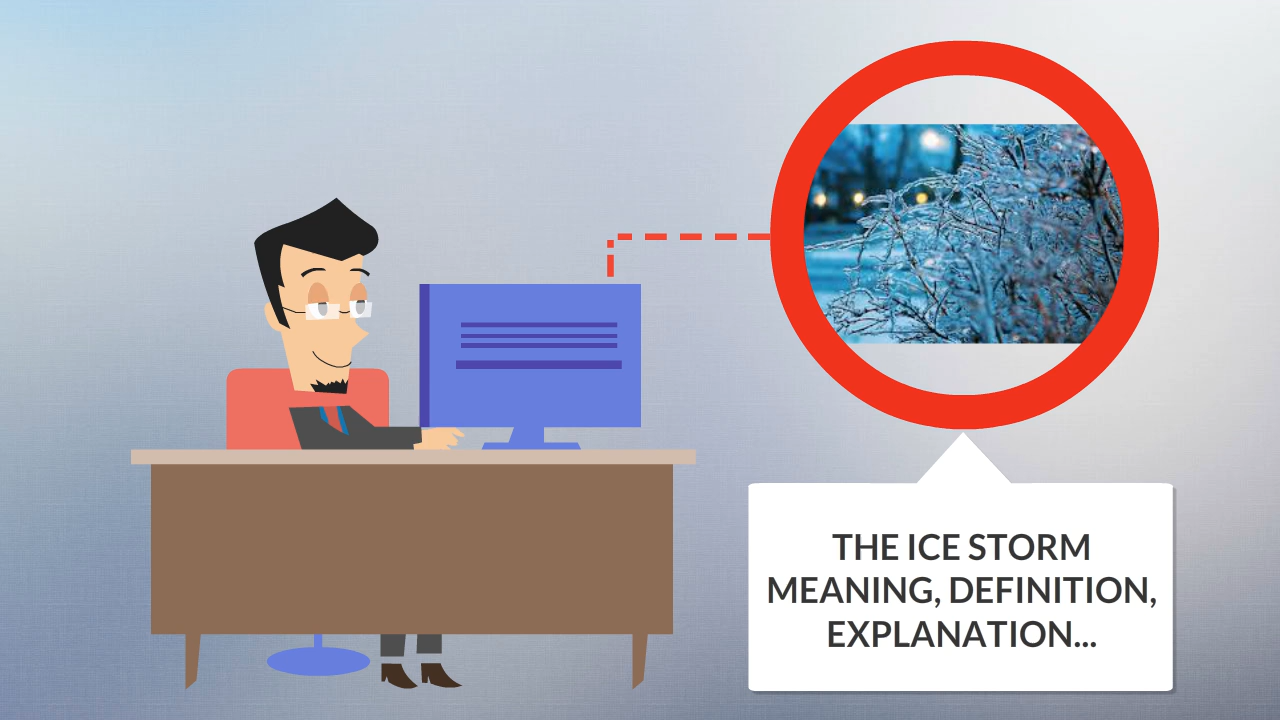 THE ICE STORM
MEANING, DEFINITION,
EXPLANATION...